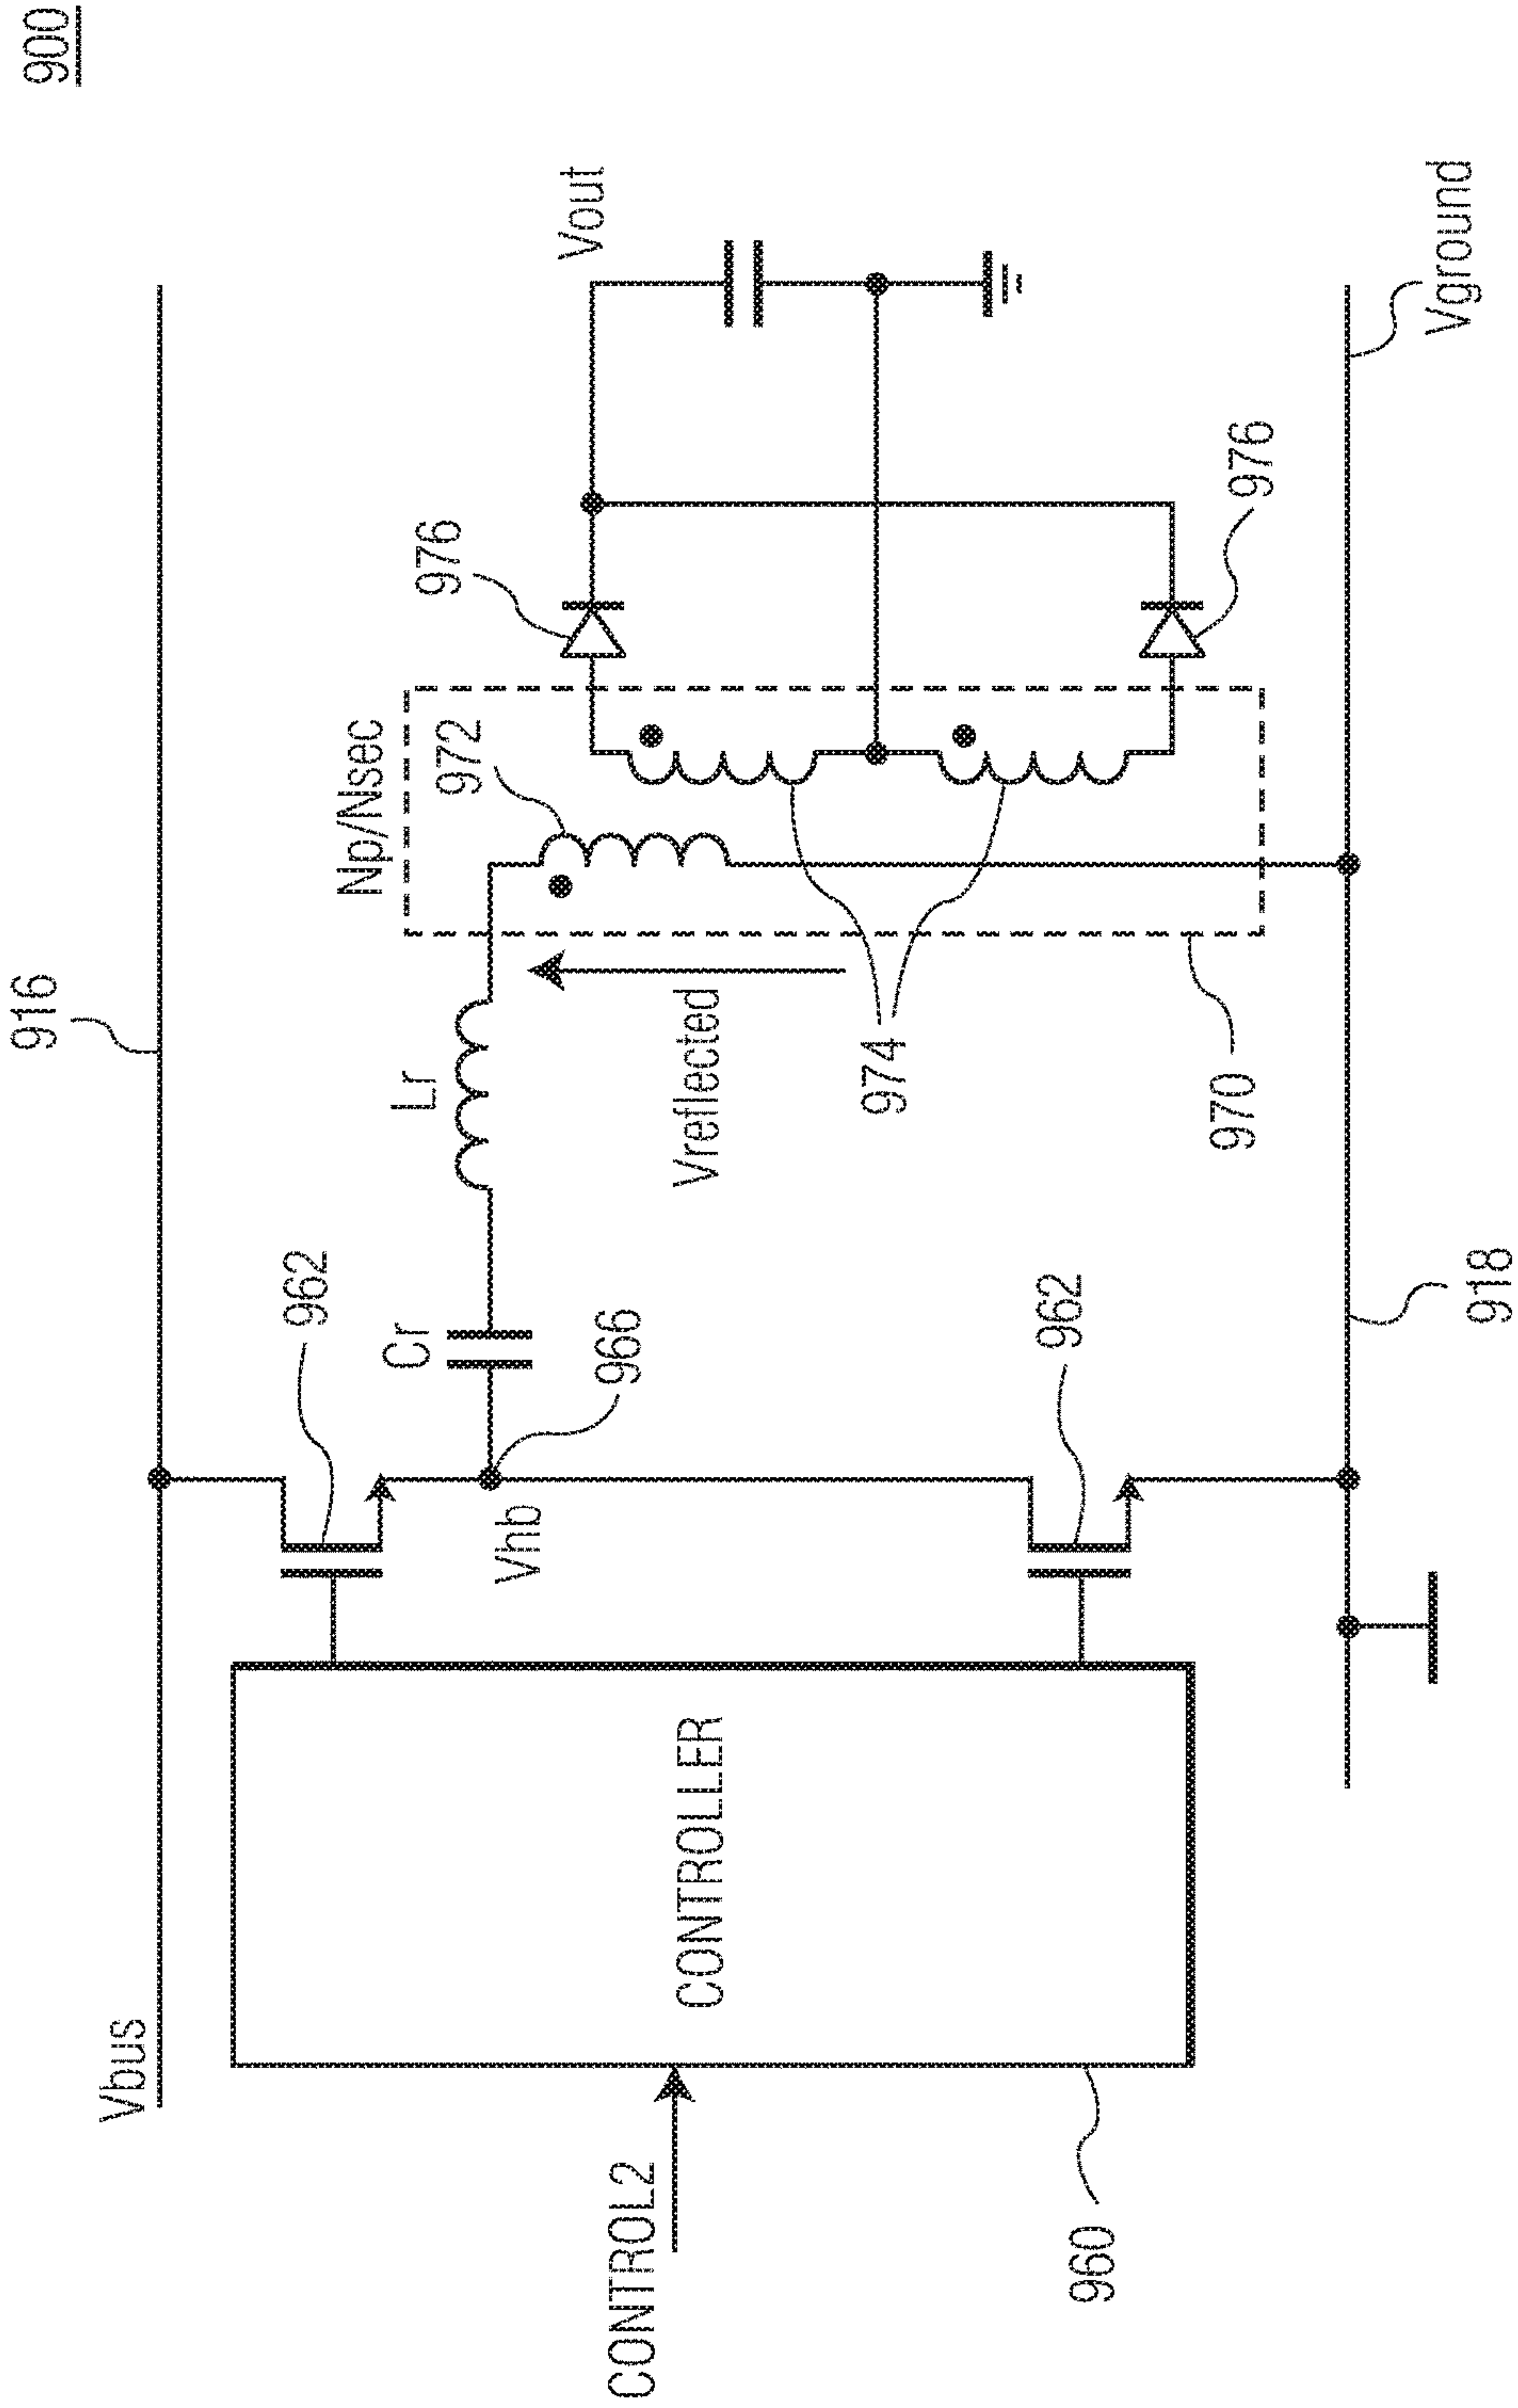 900
916
Vbus
962
Cr
Lr
Np/Nsec
972
976
Vout
Vhb
966
Vreflected
CONTROL2
CONTROLLER
974
962
960
970
976
918
Vground